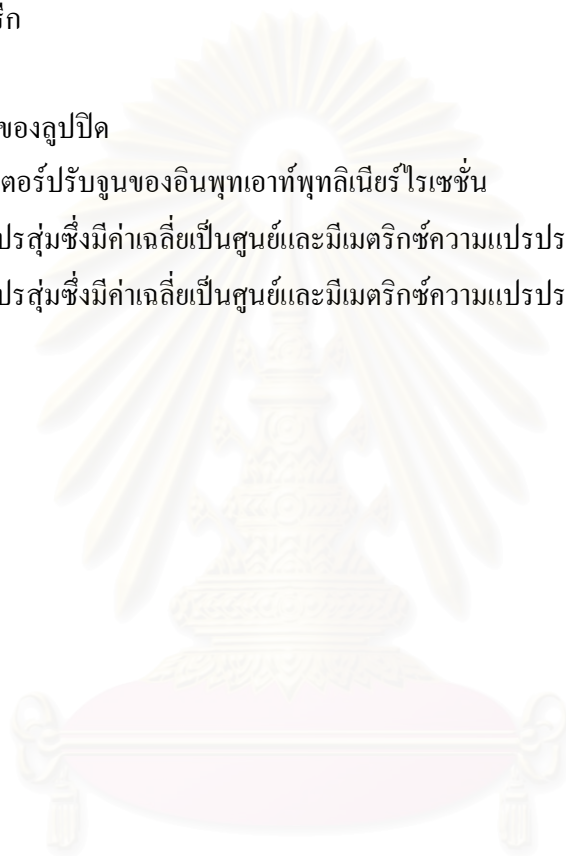 ของลูปปิด
ตอร์ปรับจูนของอินพุทเอาท์พุทลิเนียร์ไรเซชั่น
ปรสุ่มซึ่งมีค่าเฉลี่ยเป็นศูนย์และมีเมตริกซ์ความแปรปร
ปรสุ่มซึ่งมีค่าเฉลี่ยเป็นศูนย์และมีเมตริกซ์ความแปรปร